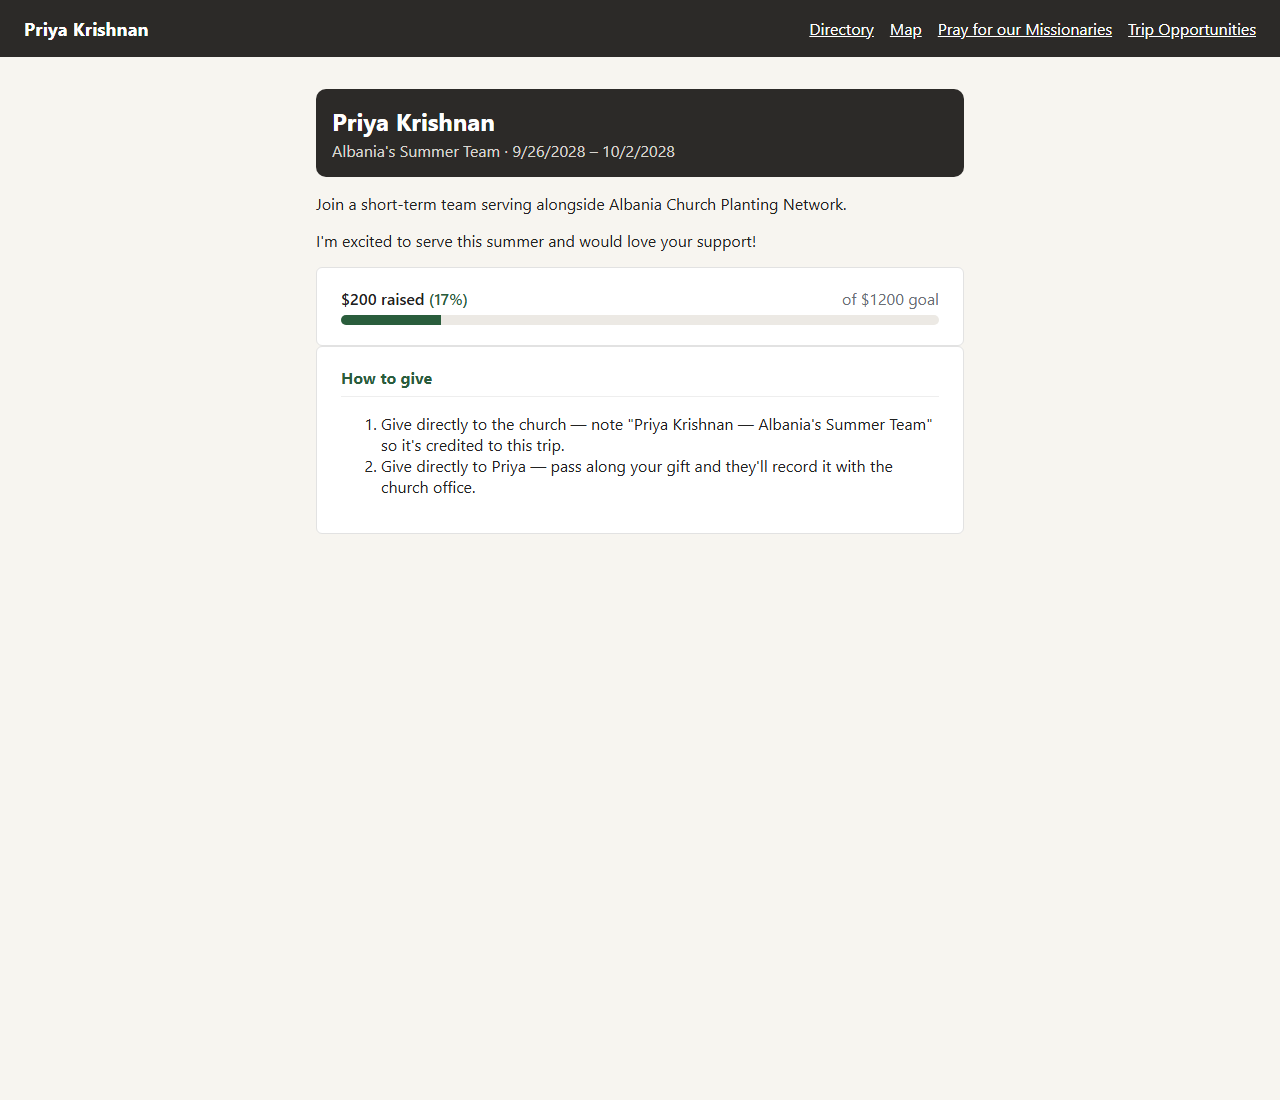 Priya Krishnan
Directory Map Pray for our Missionaries Trip Opportunities
Priya Krishnan
Albania's Summer Team · 9/26/2028 – 10/2/2028
Join a short-term team serving alongside Albania Church Planting Network.
I'm excited to serve this summer and would love your support!
$200 raised (17%) of $1200 goal
How to give
1. Give directly to the church — note "Priya Krishnan — Albania's Summer Team"
so it's credited to this trip.
2. Give directly to Priya — pass along your gift and they'll record it with the
church office.